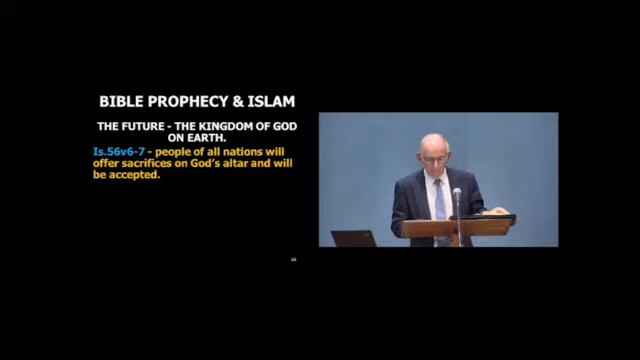 BIBLE PROPHECY & ISLAM
THE FUTURE - THE KINGDOM OF GOD
ON EARTH.
Is.56v6-7 - people of all nations will
offer sacrifices on God's altar and will
be accepted.